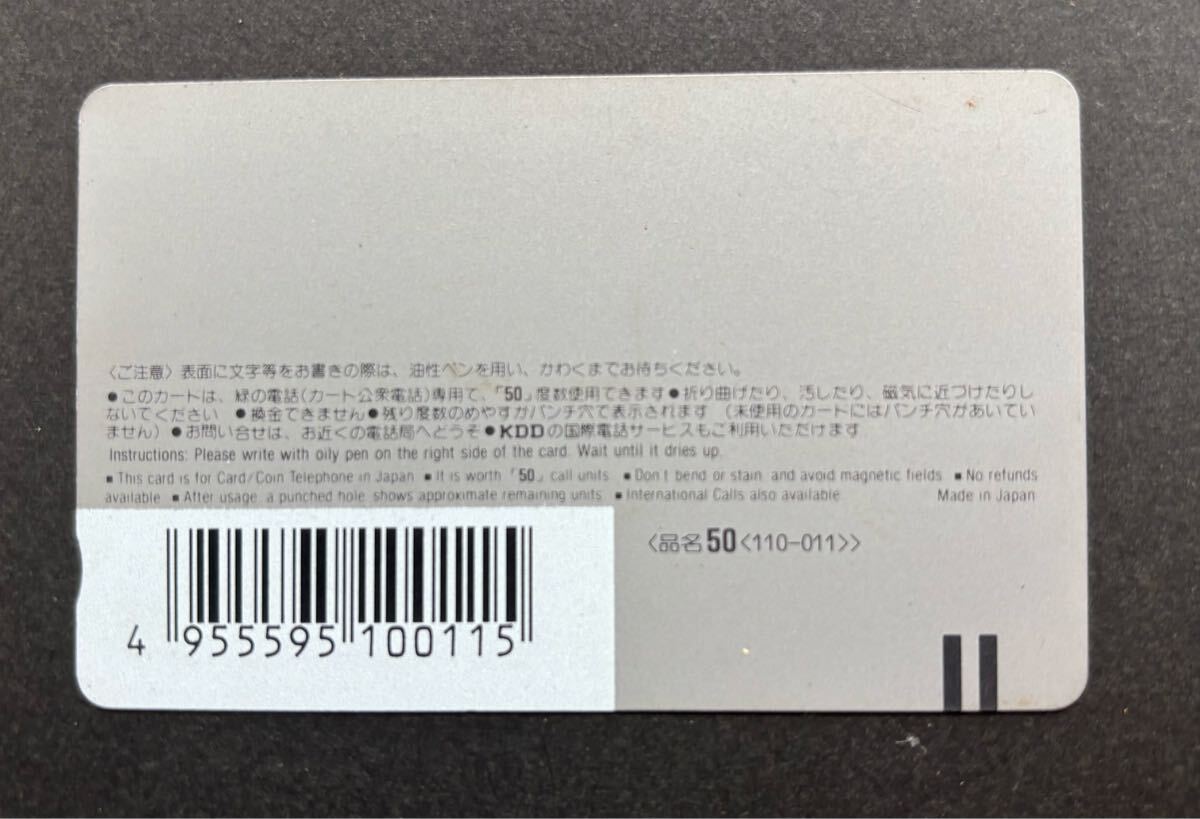 〈ご注意〉表面に文字等をお書きの際は、油性ペンを用い、かわくまでお待ちください。
●このカードは、緑の電話(カード公衆電話)専用で、「50」度数使用できます●折り曲げたり、汚したり、磁気に近づけたりし
ないでください ●換金できません●残り度数のめやすがパンチ穴で表示されます (未使用のカードにはパンチ穴があいてい
ません) ●お問い合せは、お近くの電話局へどうぞ●KDDの国際電話サービスもご利用いただけます
Instructions: Please write with oily pen on the right side of the card. Wait until it dries up.
■This card is for Card/Coin Telephone in Japan ■It is worth「50」call units ■Don't bend or stain, and avoid magnetic fields ■No refunds
available ■After usage, a punched hole shows approximate remaining units ■International Calls also available Made in Japan
〈品名50<110-011>〉
4 955595 100115